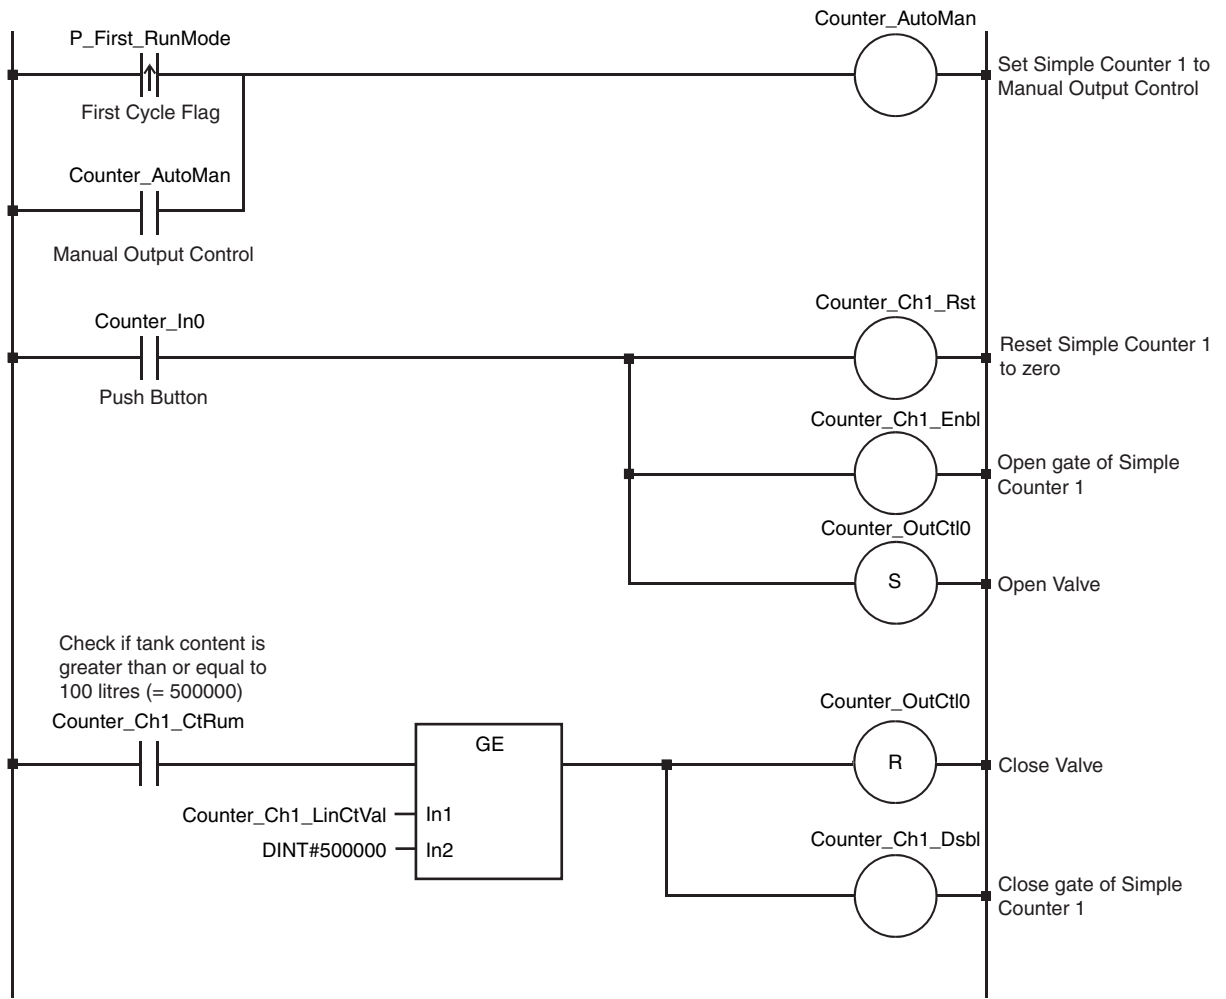 Counter_AutoMan
P_First_RunMode
Set Simple Counter 1 to
Manual Output Control
First Cycle Flag
Counter_AutoMan
Manual Output Control
Counter_Ch1_Rst
Counter_In0
Reset Simple Counter 1
to zero
Push Button
Counter_Ch1_Enbl
Open gate of Simple
Counter 1
Counter_OutCtl0
S
Open Valve
Check if tank content is
greater than or equal to
100 litres (= 500000)
Counter_Ch1_CtRum
Counter_OutCtl0
GE
R
Close Valve
Counter_Ch1_LinCtVal
In1
DINT#500000
In2
Counter_Ch1_Dsbl
Close gate of Simple
Counter 1